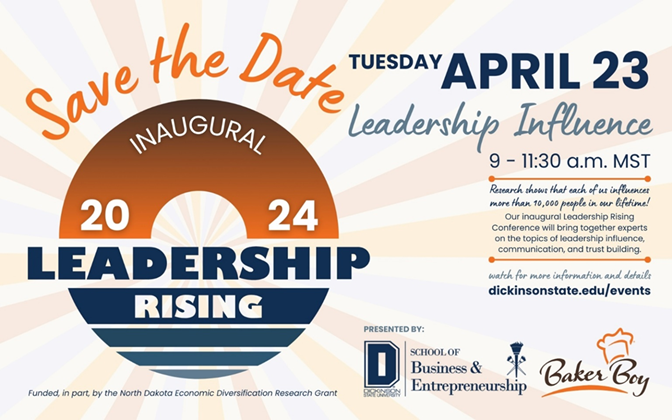 Save the Date
INAUGURAL
20 24
LEADERSHIP
RISING
Funded, in part, by the North Dakota Economic Diversification Research Grant
TUESDAY APRIL 23
Leadership Influence
9 - 11:30 a.m. MST
Research shows that each of us influences
more than 10,000 people in our lifetime!
Our inaugural Leadership Rising
Conference will bring together experts
on the topics of leadership influence,
communication, and trust building.
watch for more information and details
dickinsonstate.edu/events
PRESENTED BY:
D
DICKINSON
STATE UNIVERSITY
SCHOOL OF
Business &
Entrepreneurship
Baker Boy